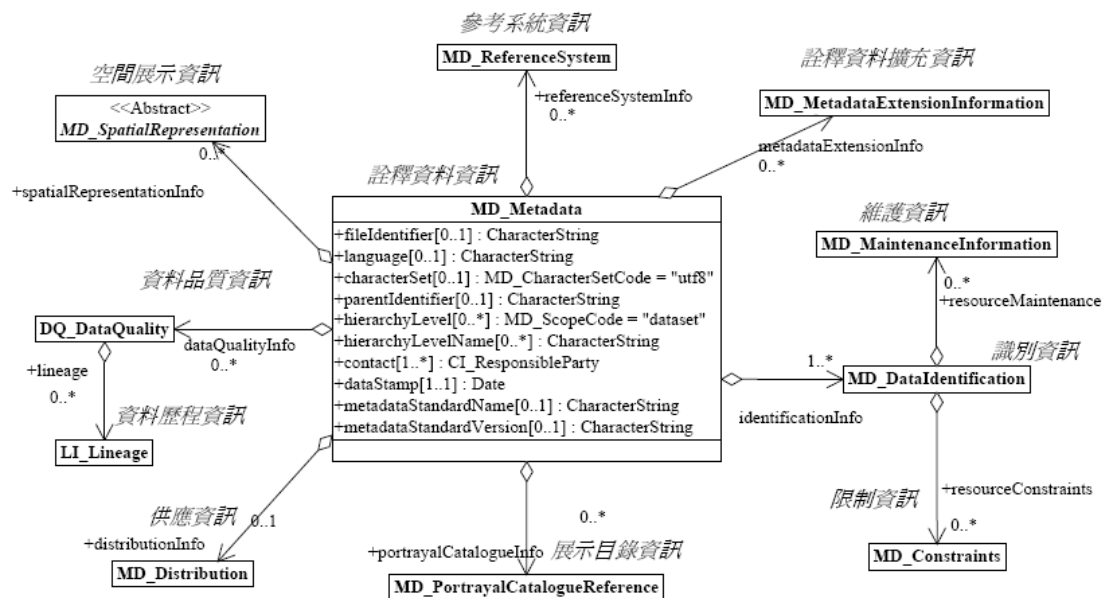 參考系統資訊
MD_ReferenceSystem
+referenceSystemInfo
0..*
空間展示資訊
<<Abstract>>
MD_SpatialRepresentation
0..*
+spatialRepresentationInfo
詮釋資料擴充資訊
MD_MetadataExtensionInformation
metadataExtensionInfo
0..*
詮釋資料資訊
MD_Metadata
+fileIdentifier[0..1] : CharacterString
+language[0..1] : CharacterString
+characterSet[0..1] : MD_CharacterSetCode = "utf8"
+parentIdentifier[0..1] : CharacterString
+hierarchyLevel[0..*] : MD_ScopeCode = "dataset"
+hierarchyLevelName[0..*] : CharacterString
+contact[1..*] : CI_ResponsibleParty
+dataStamp[1..1] : Date
+metadataStandardName[0..1] : CharacterString
+metadataStandardVersion[0..1] : CharacterString
維護資訊
MD_MaintenanceInformation
0..*
+resourceMaintenance
資料品質資訊
DQ_DataQuality
dataQualityInfo
0..*
+lineage
0..*
資料歷程資訊
LI_Lineage
識別資訊
1..*
MD_DataIdentification
identificationInfo
+resourceConstraints
限制資訊
0..*
MD_Constraints
供應資訊
0..1
+distributionInfo
MD_Distribution
0..*
+portrayalCatalogueInfo
展示目錄資訊
MD_PortrayalCatalogueReference